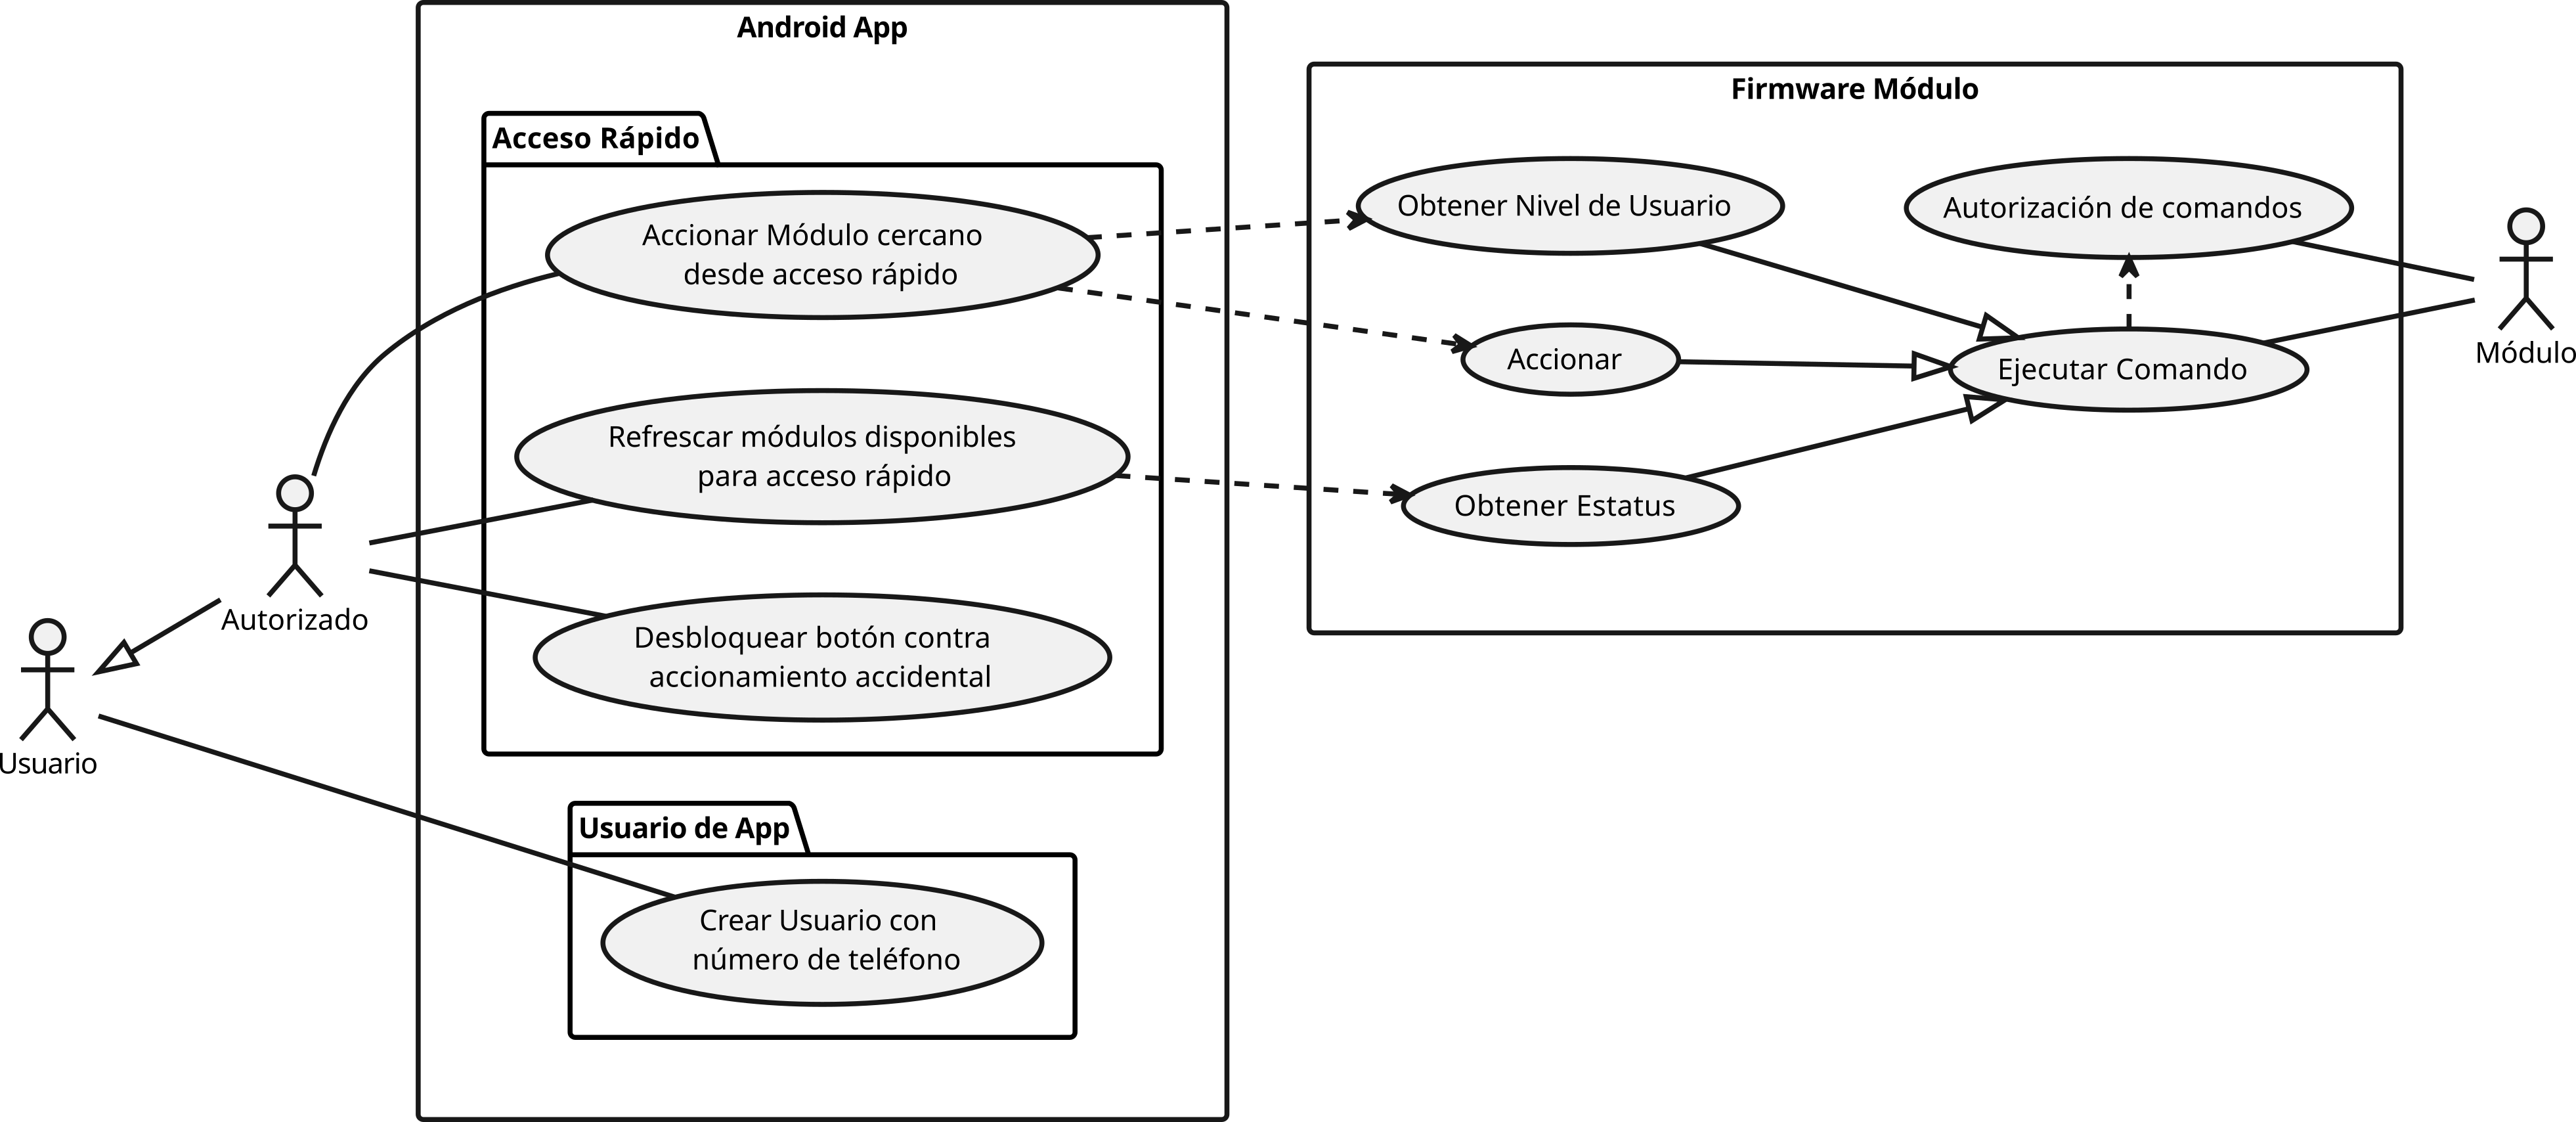 Android App
Acceso Rápido
Accionar Módulo cercano
desde acceso rápido
Refrescar módulos disponibles
para acceso rápido
Desbloquear botón contra
accionamiento accidental
Usuario de App
Crear Usuario con
número de teléfono
Autorizado
Usuario
Firmware Módulo
Obtener Nivel de Usuario
Autorización de comandos
Accionar
Ejecutar Comando
Obtener Estatus
Módulo